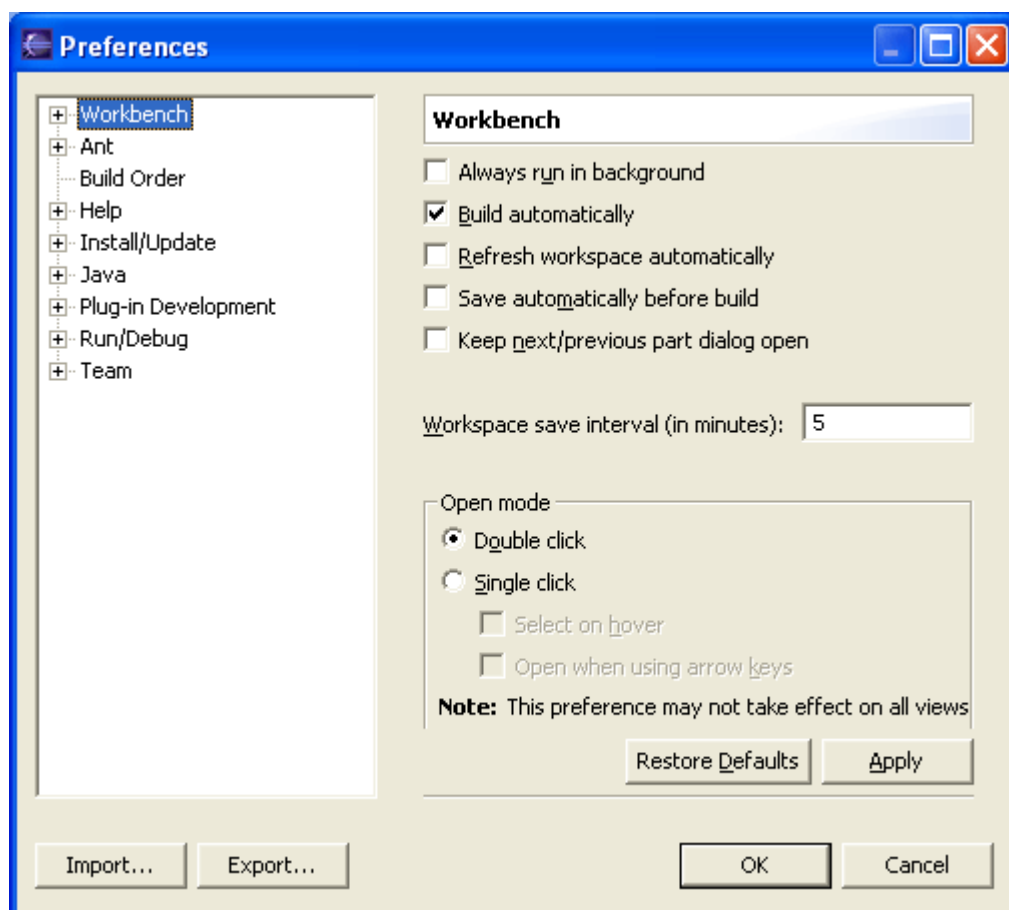 Preferences
Workbench
Ant
Build Order
Help
Install/Update
Java
Plug-in Development
Run/Debug
Team
Workbench
Always run in background
Build automatically
Refresh workspace automatically
Save automatically before build
Keep next/previous part dialog open
Workspace save interval (in minutes): 5
Open mode
Double click
Single click
Select on hover
Open when using arrow keys
Note: This preference may not take effect on all views
Restore Defaults Apply
Import... Export... OK Cancel